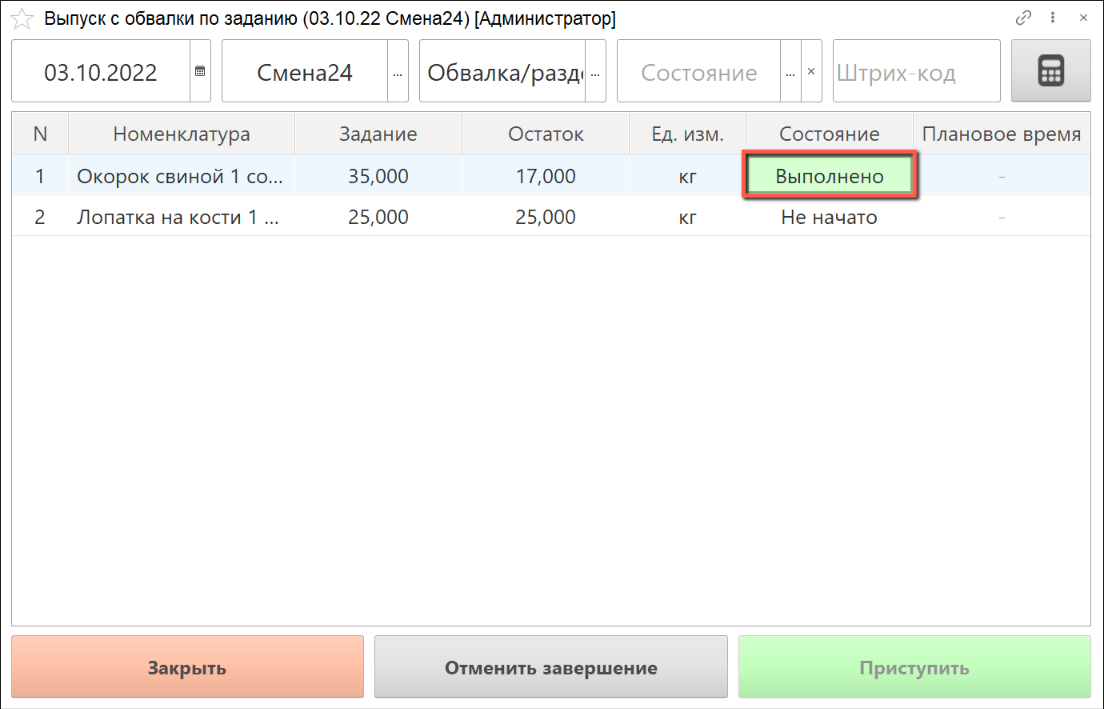 Выпуск с обвалки по заданию (03.10.22 Смена24) [Администратор]
03.10.2022 Смена24 ... Обвалка/разд ... Состояние ... × Штрих-код
N Номенклатура Задание Остаток Ед. изм. Состояние Плановое время
1 Окорок свиной 1 со... 35,000 17,000 кг Выполнено -
2 Лопатка на кости 1 ... 25,000 25,000 кг Не начато -
Закрыть Отменить завершение Приступить